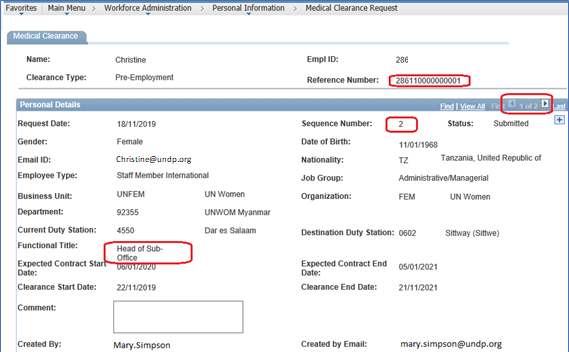 Favorites Main Menu > Workforce Administration > Personal Information > Medical Clearance Request
Medical Clearance
Name: Christine Empl ID: 286
Clearance Type: Pre-Employment Reference Number: 286110000000001
Personal Details Find | View All First 1 of 2 Last
Request Date: 18/11/2019 Sequence Number: 2 Status: Submitted
Gender: Female Date of Birth: 11/01/1968
Email ID: Christine@undp.org Nationality: TZ Tanzania, United Republic of
Employee Type: Staff Member International Job Group: Administrative/Managerial
Business Unit: UNFEM UN Women Organization: FEM UN Women
Department: 92355 UNWOM Myanmar
Current Duty Station: 4550 Dar es Salaam Destination Duty Station: 0602 Sittway (Sittwe)
Functional Title: Head of Sub-
Office
Expected Contract Start Date: 06/01/2020 Expected Contract End Date: 05/01/2021
Clearance Start Date: 22/11/2019 Clearance End Date: 21/11/2021
Comment:
Created By: Mary.Simpson Created by Email: mary.simpson@undp.org